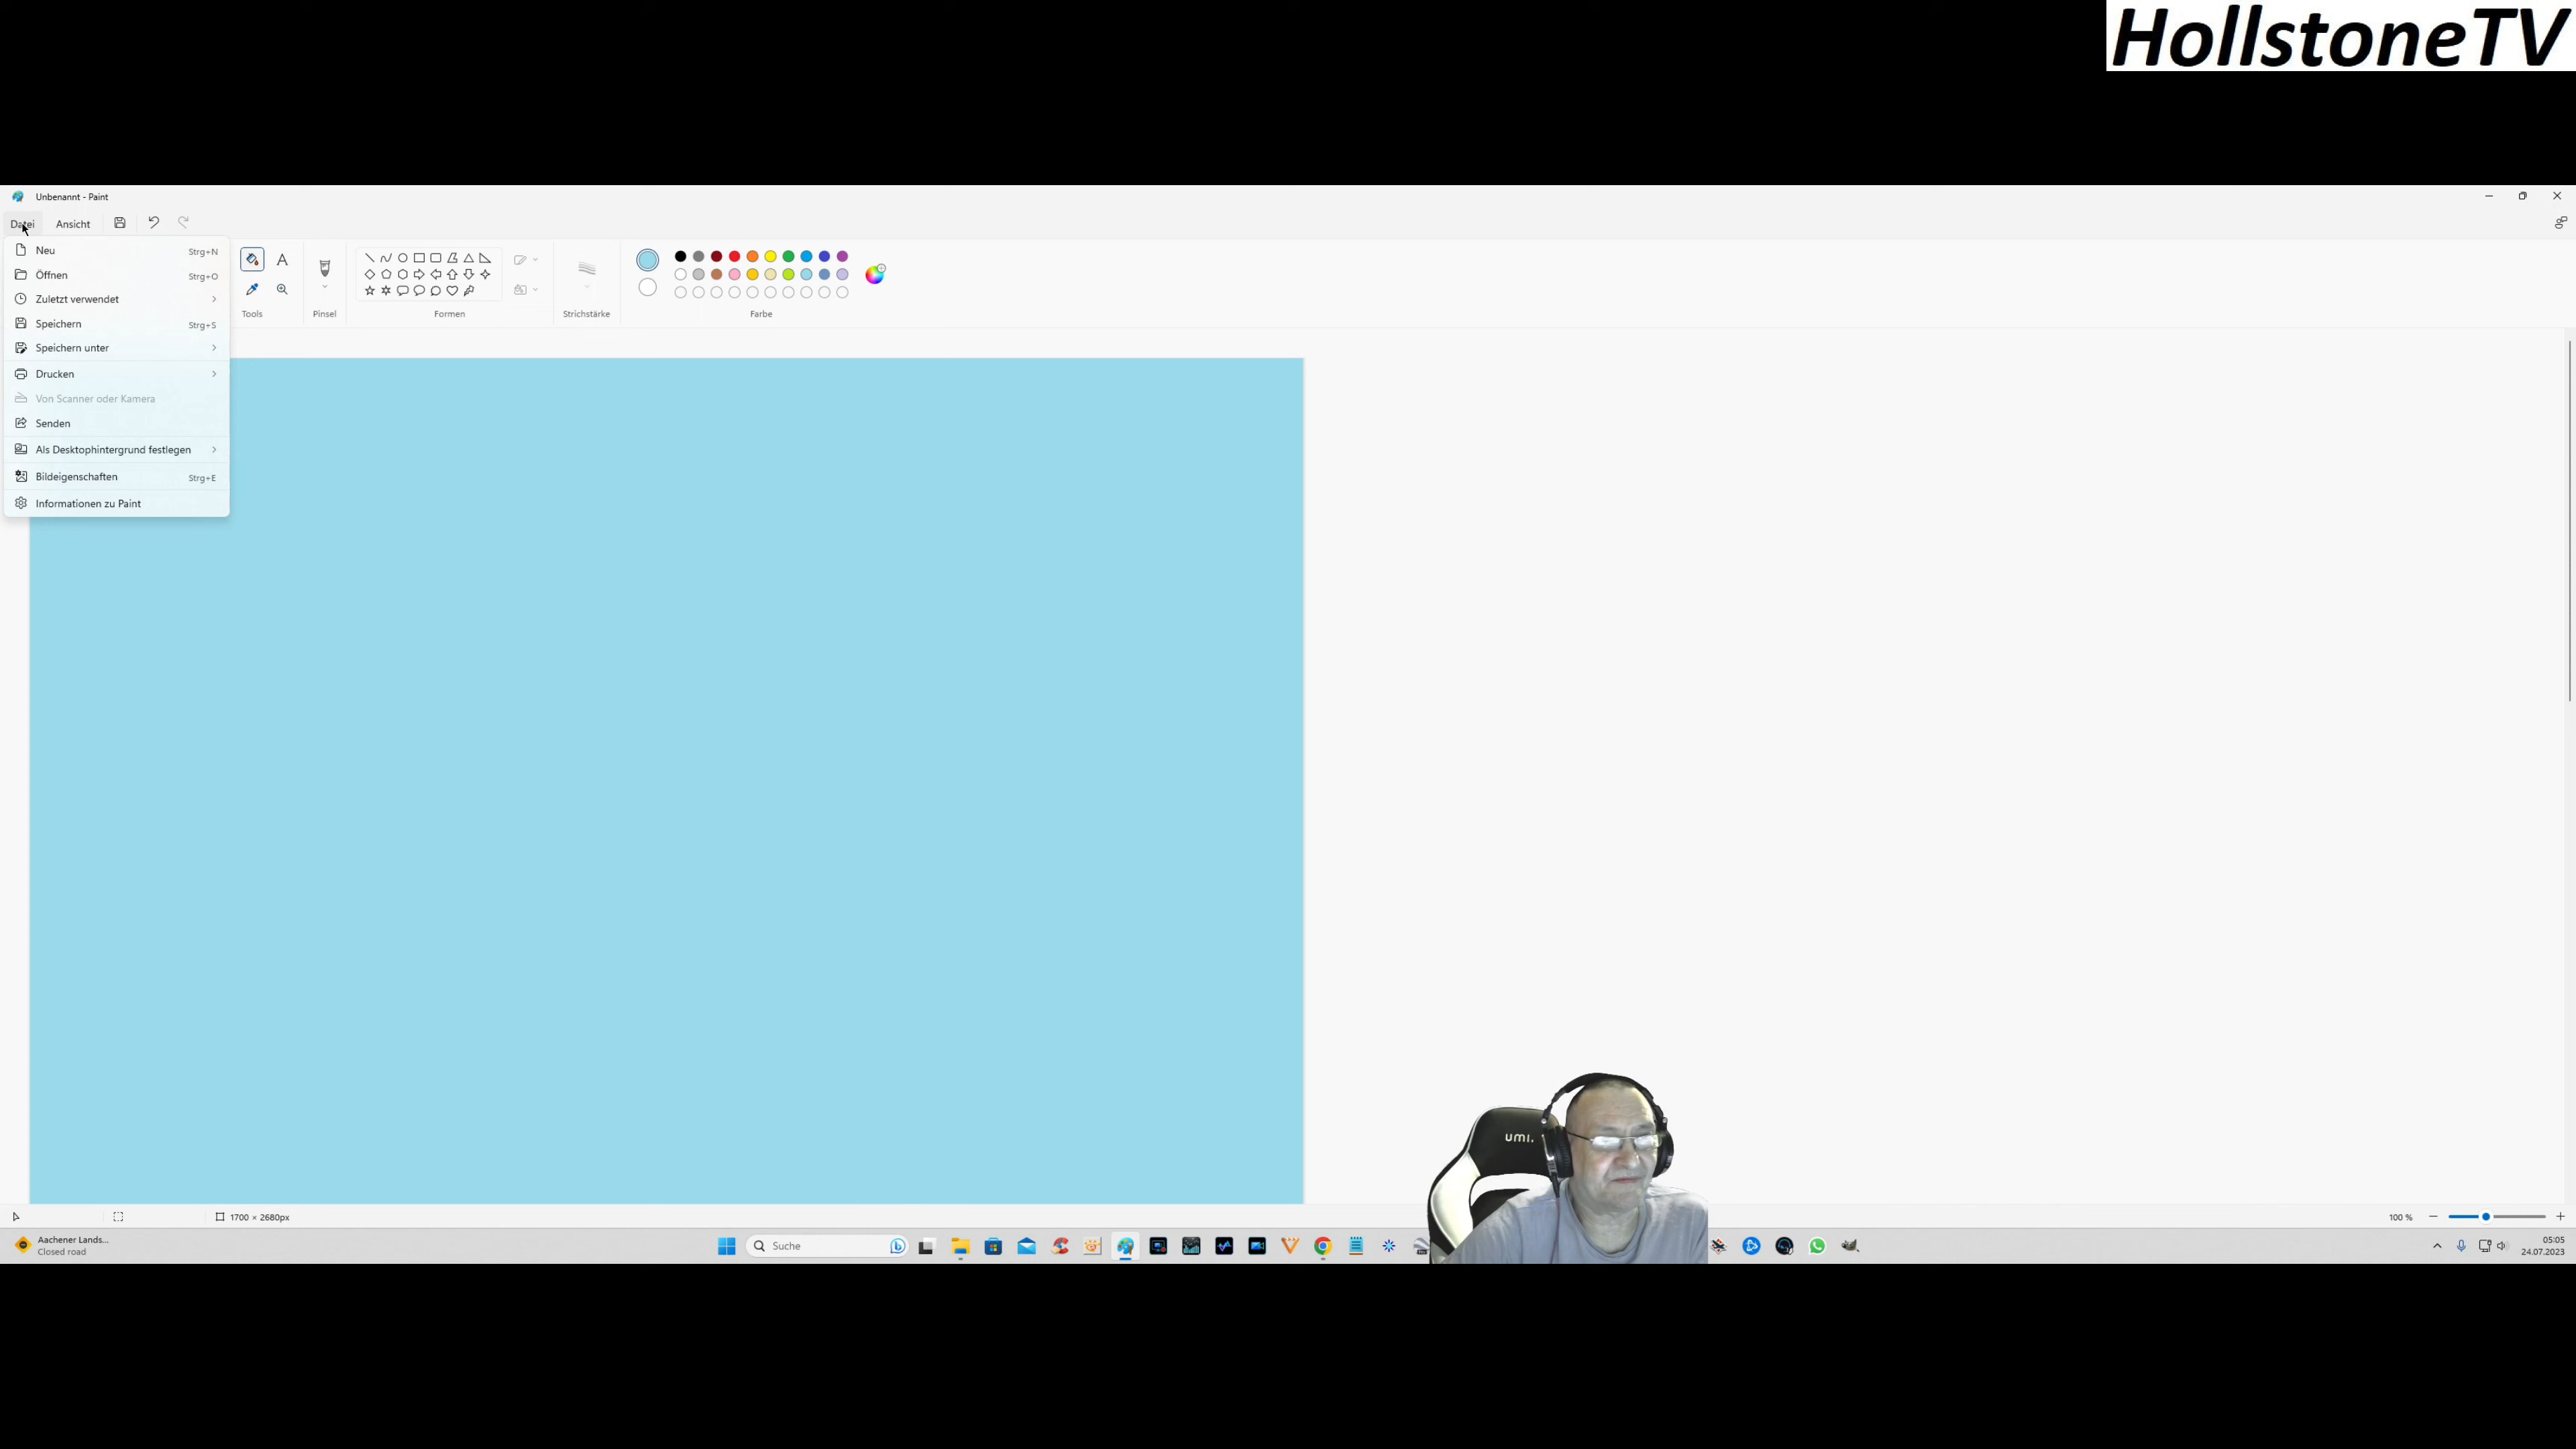 HollstoneTV
Unbenannt - Paint
Datei Ansicht
Neu Strg+N
Öffnen Strg+O
Zuletzt verwendet
Speichern Strg+S
Speichern unter
Drucken
Von Scanner oder Kamera
Senden
Als Desktophintergrund festlegen
Bildeigenschaften Strg+E
Informationen zu Paint
Tools Pinsel Formen Strichstärke Farbe
umi.
1700 × 2680px 100 %
Aachener Lands...
Closed road
Suche
05:05
24.07.2023